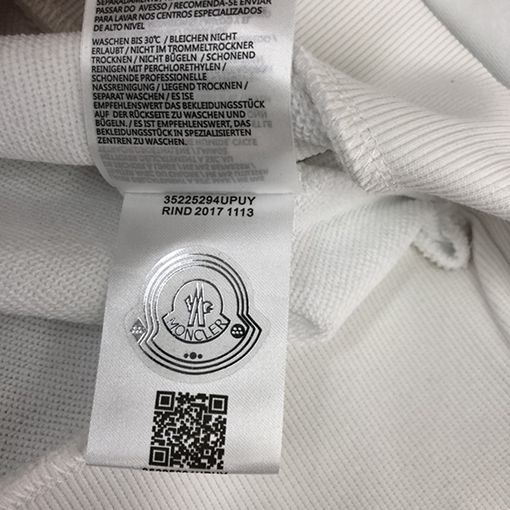 PASSAR DO AVESSO / RECOMENDA-SE ENVIAR
PARA LAVAR NOS CENTROS ESPECIALIZADOS
DE ALTO NIVEL
WASCHEN BIS 30°C / BLEICHEN NICHT
ERLAUBT / NICHT IM TROMMELTROCKNER
TROCKNEN / NICHT BÜGELN / SCHONEND
REINIGEN MIT PERCHLORETHYLEN /
SCHONENDE PROFESSIONELLE
NASSREINIGUNG / LIEGEND TROCKNEN /
SEPARAT WASCHEN / ES ISE
EMPFEHLENSWERT DAS BEKLEIDUNGSSTÜCK
AUF DER RÜCKSEITE ZU WASCHEN UND
BÜGELN. / ES IST EMPFEHLENSWERT, DAS
BEKLEIDUNGSSTÜCK IN SPEZIALISIERTEN
ZENTREN ZU WASCHEN.
35225294UPUY
RIND 2017 1113
MONCLER